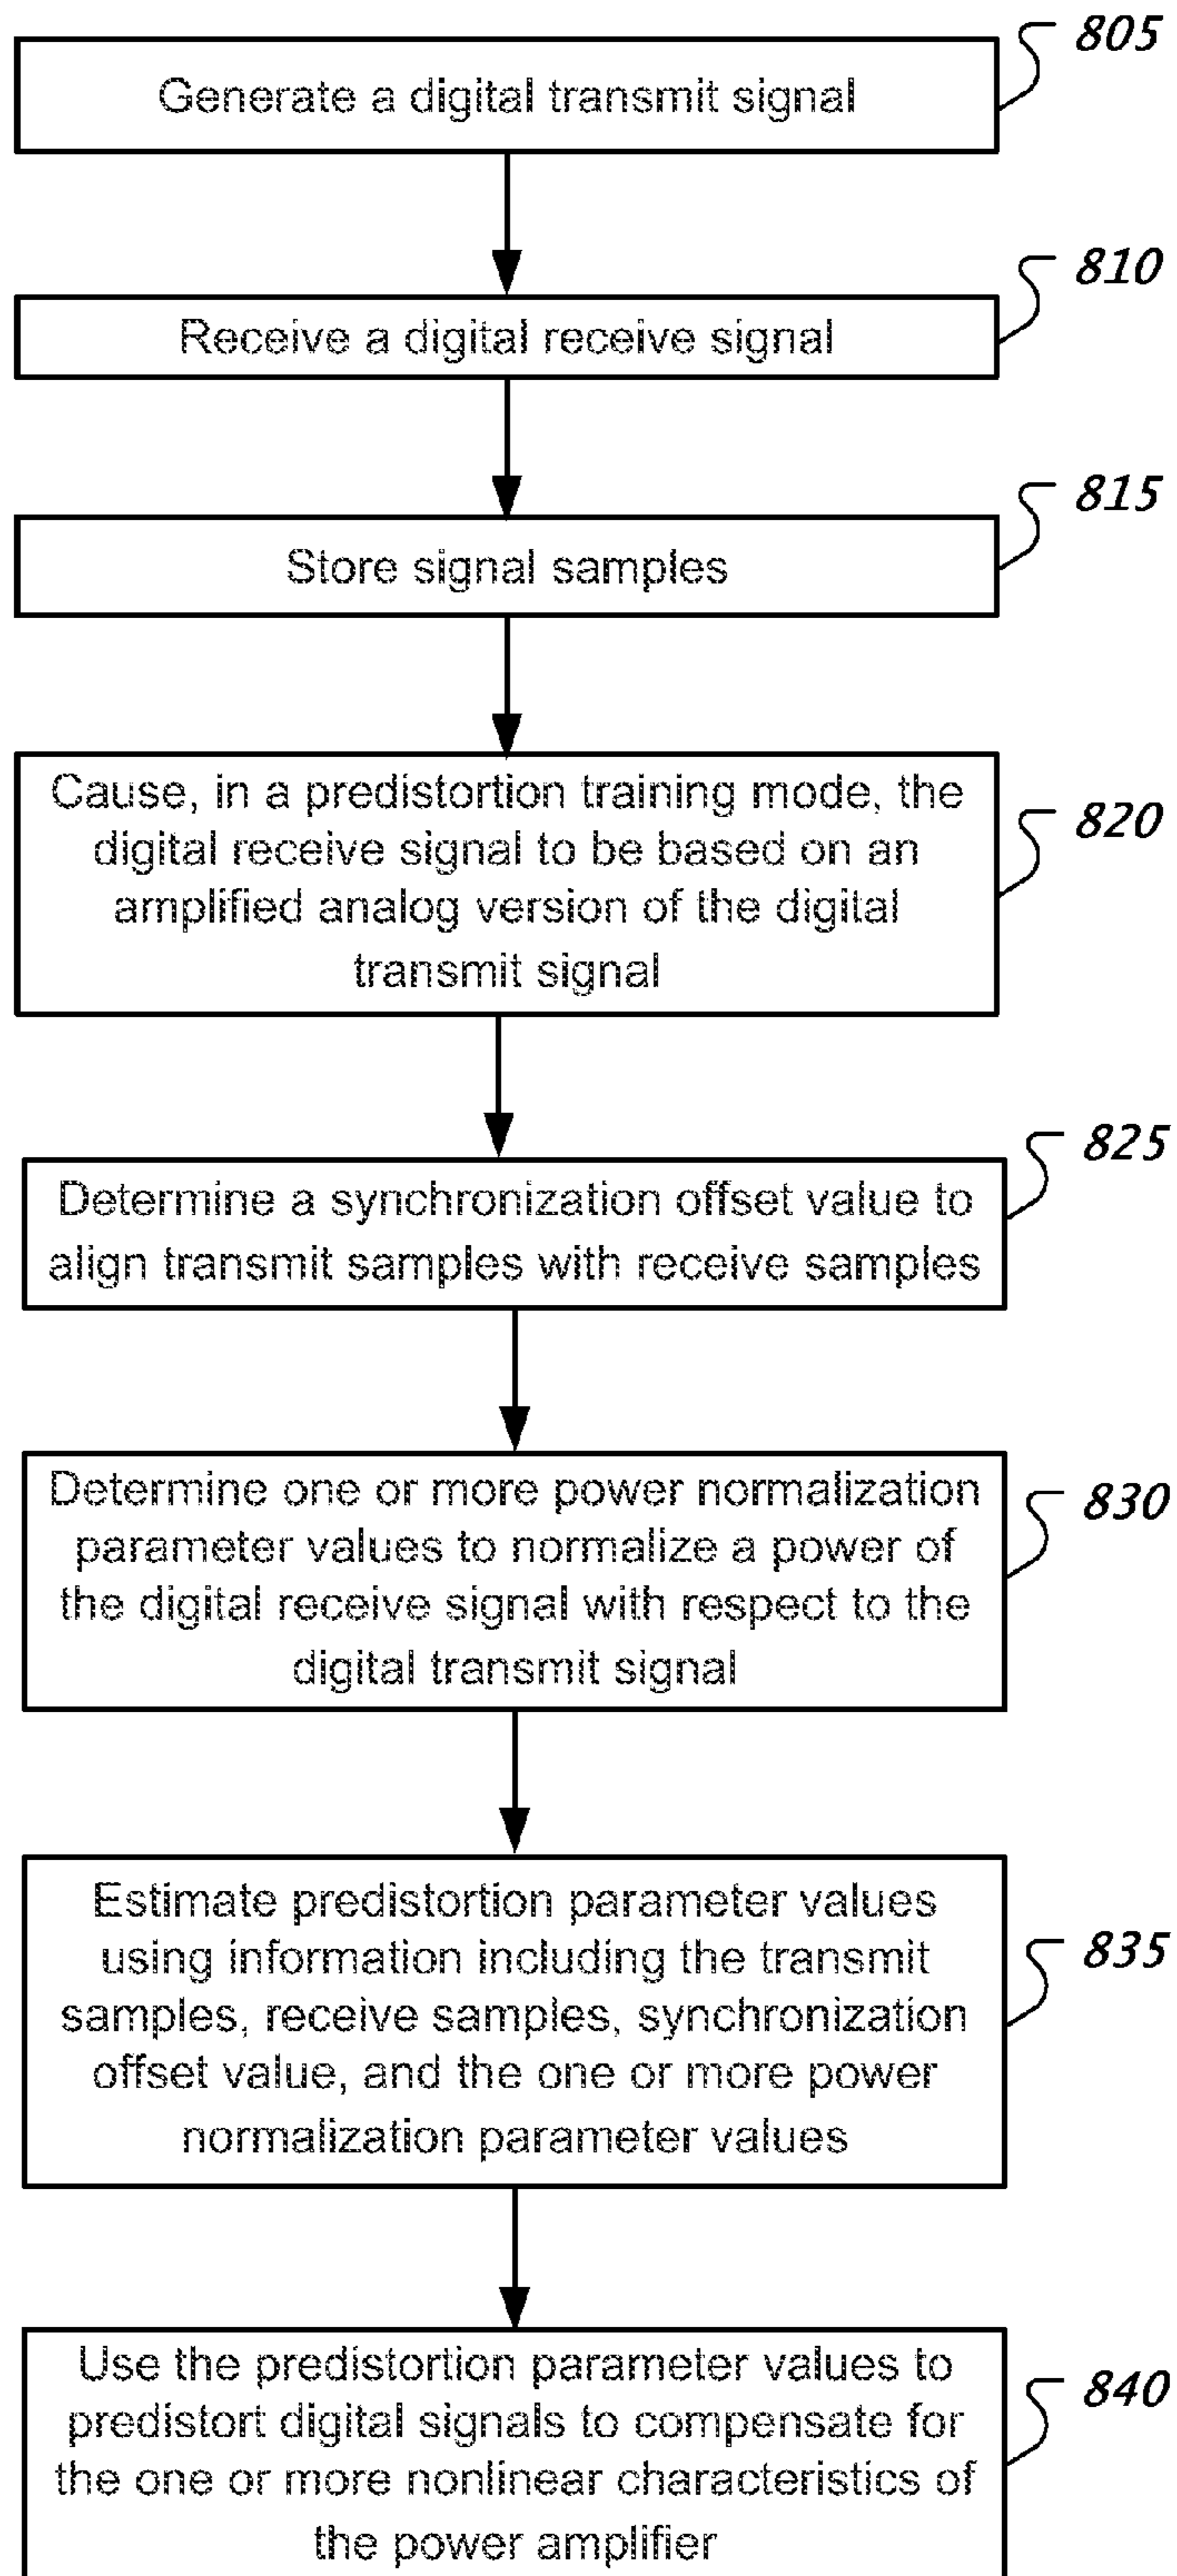 805
Generate a digital transmit signal
810
Receive a digital receive signal
815
Store signal samples
820
Cause, in a predistortion training mode, the
digital receive signal to be based on an
amplified analog version of the digital
transmit signal
825
Determine a synchronization offset value to
align transmit samples with receive samples
830
Determine one or more power normalization
parameter values to normalize a power of
the digital receive signal with respect to the
digital transmit signal
835
Estimate predistortion parameter values
using information including the transmit
samples, receive samples, synchronization
offset value, and the one or more power
normalization parameter values
840
Use the predistortion parameter values to
predistort digital signals to compensate for
the one or more nonlinear characteristics of
the power amplifier